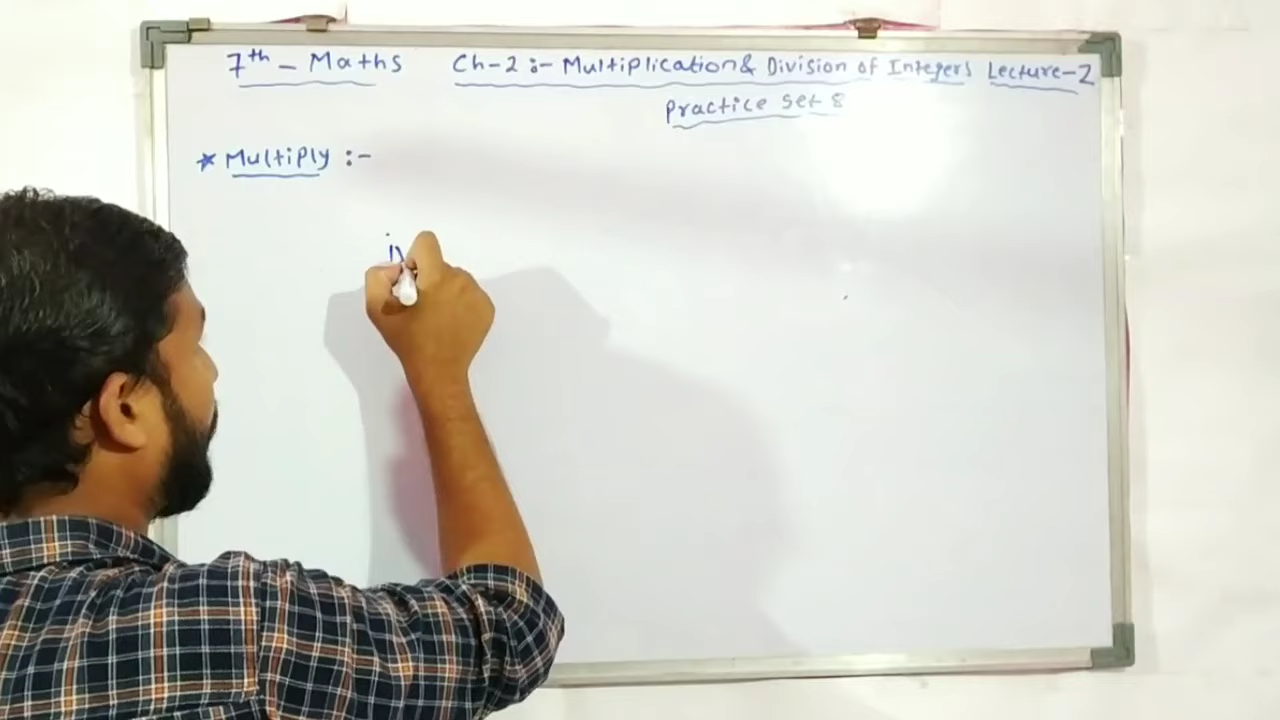 7th - Maths Ch-2 :- Multiplication & Division of Integers Lecture-2
Practice Set 8
* Multiply :-
i)